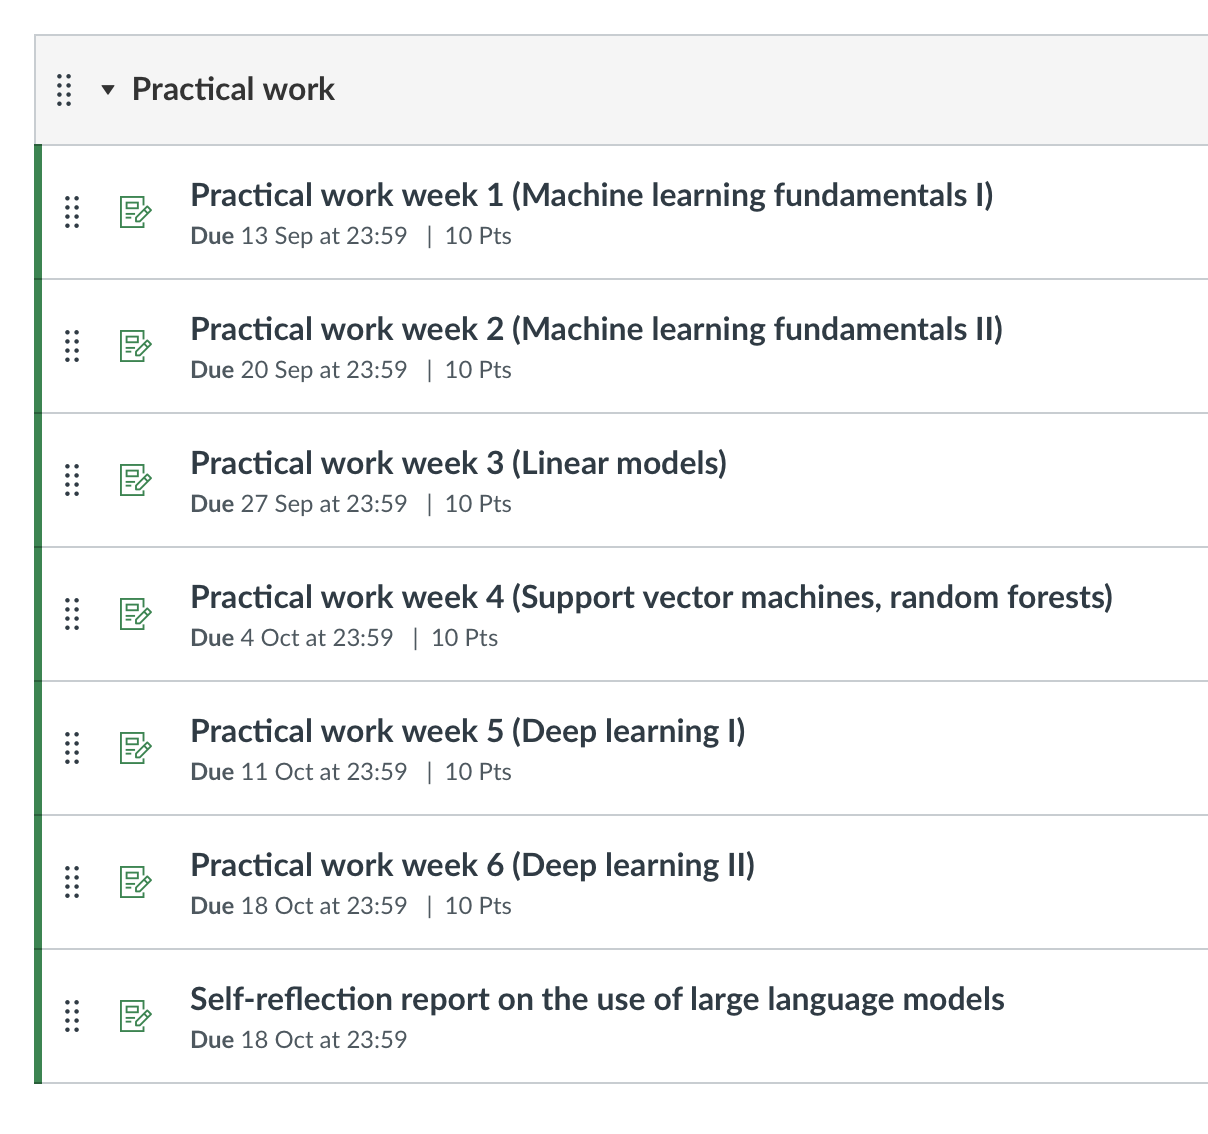 Practical work
Practical work week 1 (Machine learning fundamentals I)
Due 13 Sep at 23:59 | 10 Pts
Practical work week 2 (Machine learning fundamentals II)
Due 20 Sep at 23:59 | 10 Pts
Practical work week 3 (Linear models)
Due 27 Sep at 23:59 | 10 Pts
Practical work week 4 (Support vector machines, random forests)
Due 4 Oct at 23:59 | 10 Pts
Practical work week 5 (Deep learning I)
Due 11 Oct at 23:59 | 10 Pts
Practical work week 6 (Deep learning II)
Due 18 Oct at 23:59 | 10 Pts
Self-reflection report on the use of large language models
Due 18 Oct at 23:59